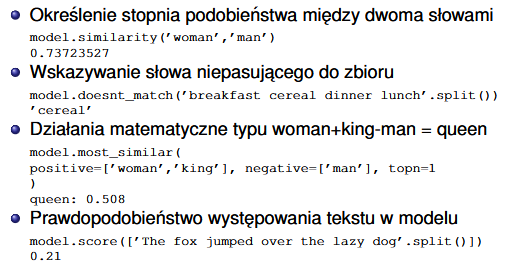 Określenie stopnia podobieństwa między dwoma słowami
model.similarity('woman','man')
0.73723527
Wskazywanie słowa niepasującego do zbioru
model.doesnt_match('breakfast cereal dinner lunch'.split())
'cereal'
Działania matematyczne typu woman+king-man = queen
model.most_similar(
positive=['woman','king'], negative=['man'], topn=1
)
queen: 0.508
Prawdopodobieństwo występowania tekstu w modelu
model.score(['The fox jumped over the lazy dog'.split()])
0.21